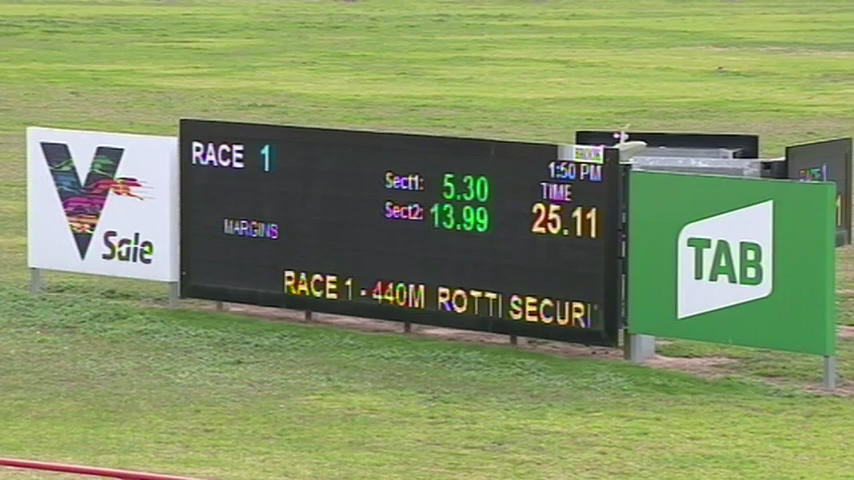 V
Sale
RACE 1
1:50 PM
Sect1: 5.30
TIME
Sect2: 13.99
25.11
MARGINS
RACE 1 - 440M ROTTI SECURI
TAB